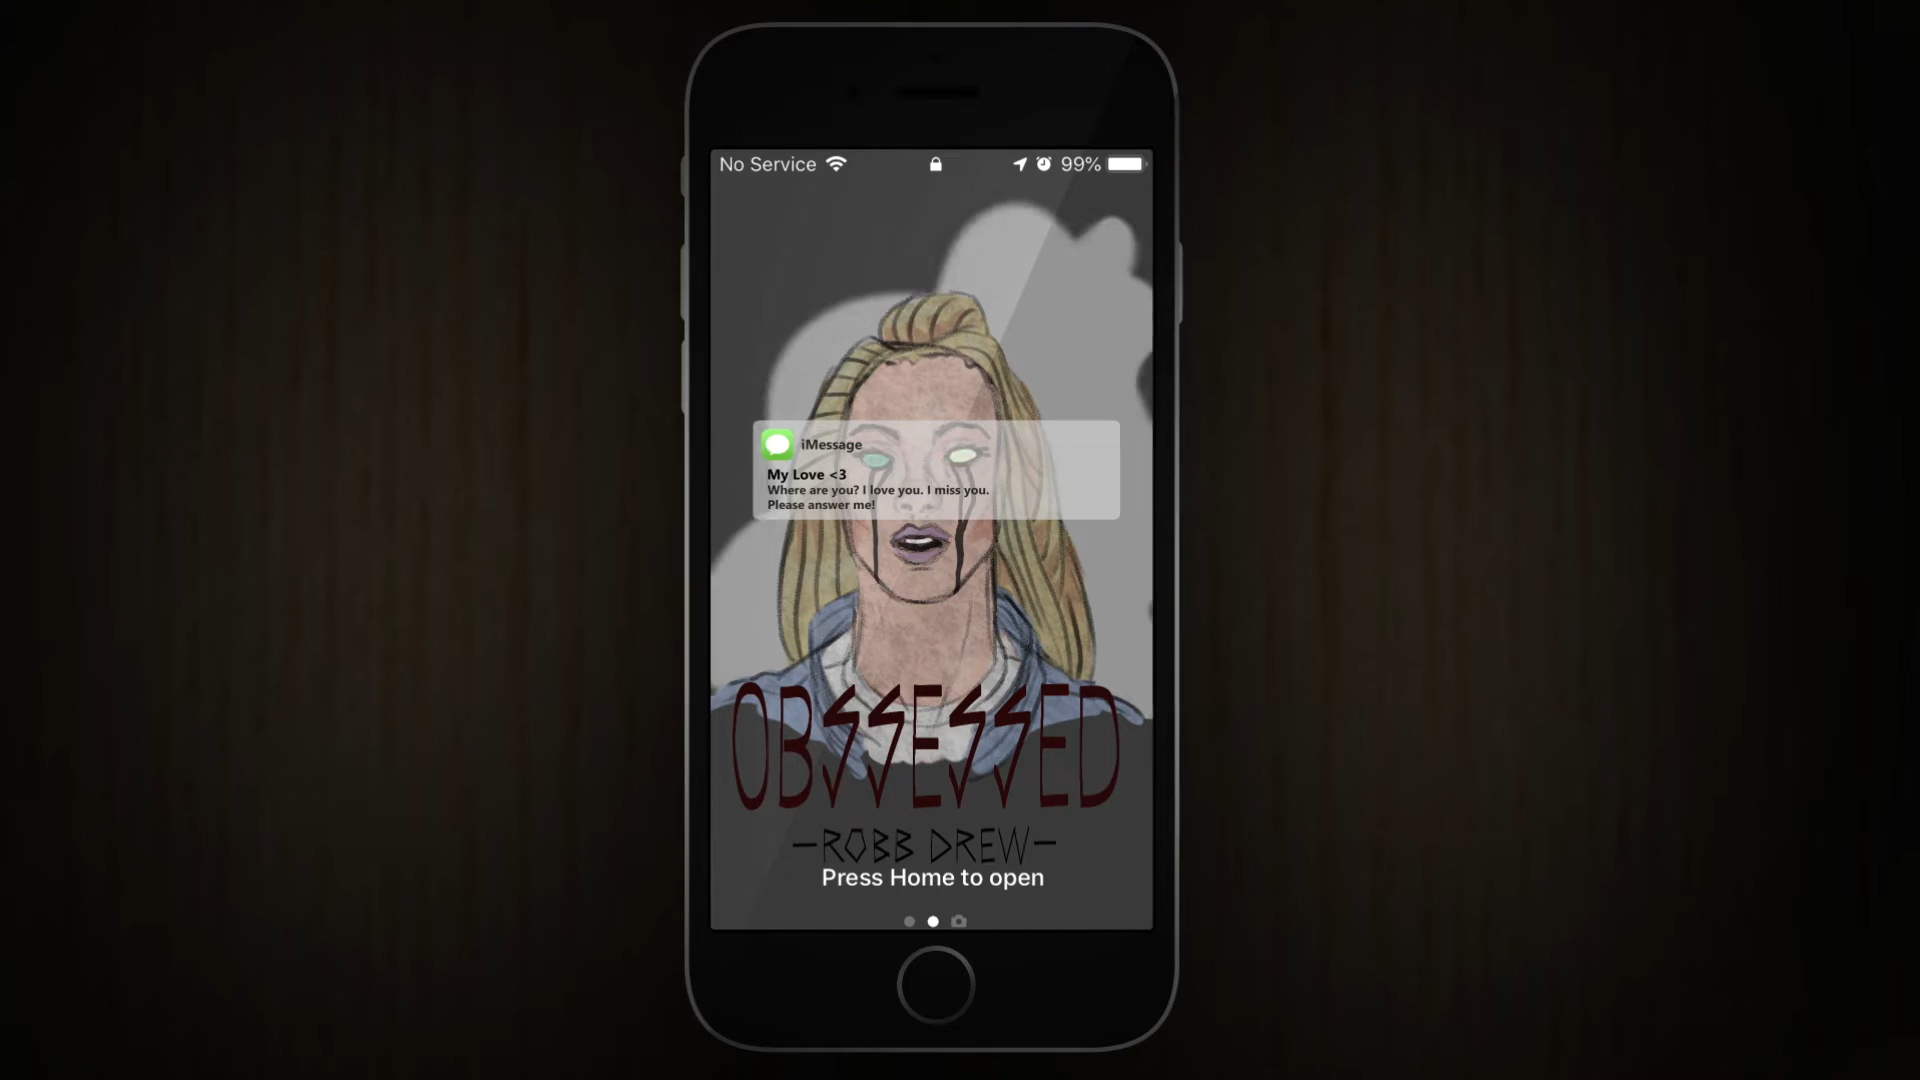 No Service
99%
iMessage
My Love <3
Where are you? I love you. I miss you.
Please answer me!
OBSSESSED
-ROBB DREW-
Press Home to open